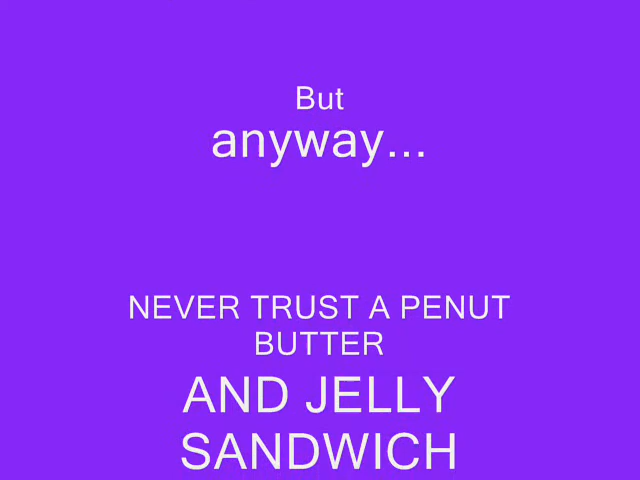 But
anyway...
NEVER TRUST A PENUT
BUTTER
AND JELLY
SANDWICH